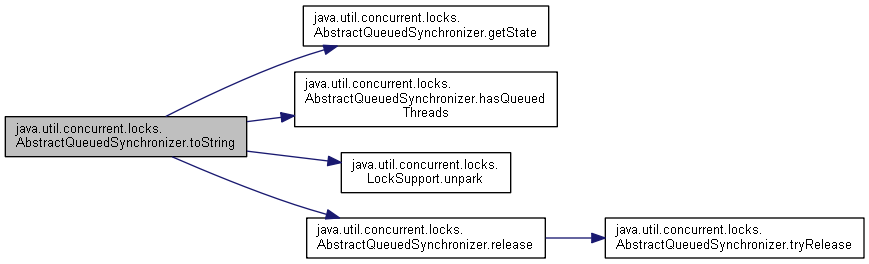 java.util.concurrent.locks.
AbstractQueuedSynchronizer.getState
java.util.concurrent.locks.
AbstractQueuedSynchronizer.hasQueued
Threads
java.util.concurrent.locks.
AbstractQueuedSynchronizer.toString
java.util.concurrent.locks.
LockSupport.unpark
java.util.concurrent.locks.
AbstractQueuedSynchronizer.release
java.util.concurrent.locks.
AbstractQueuedSynchronizer.tryRelease